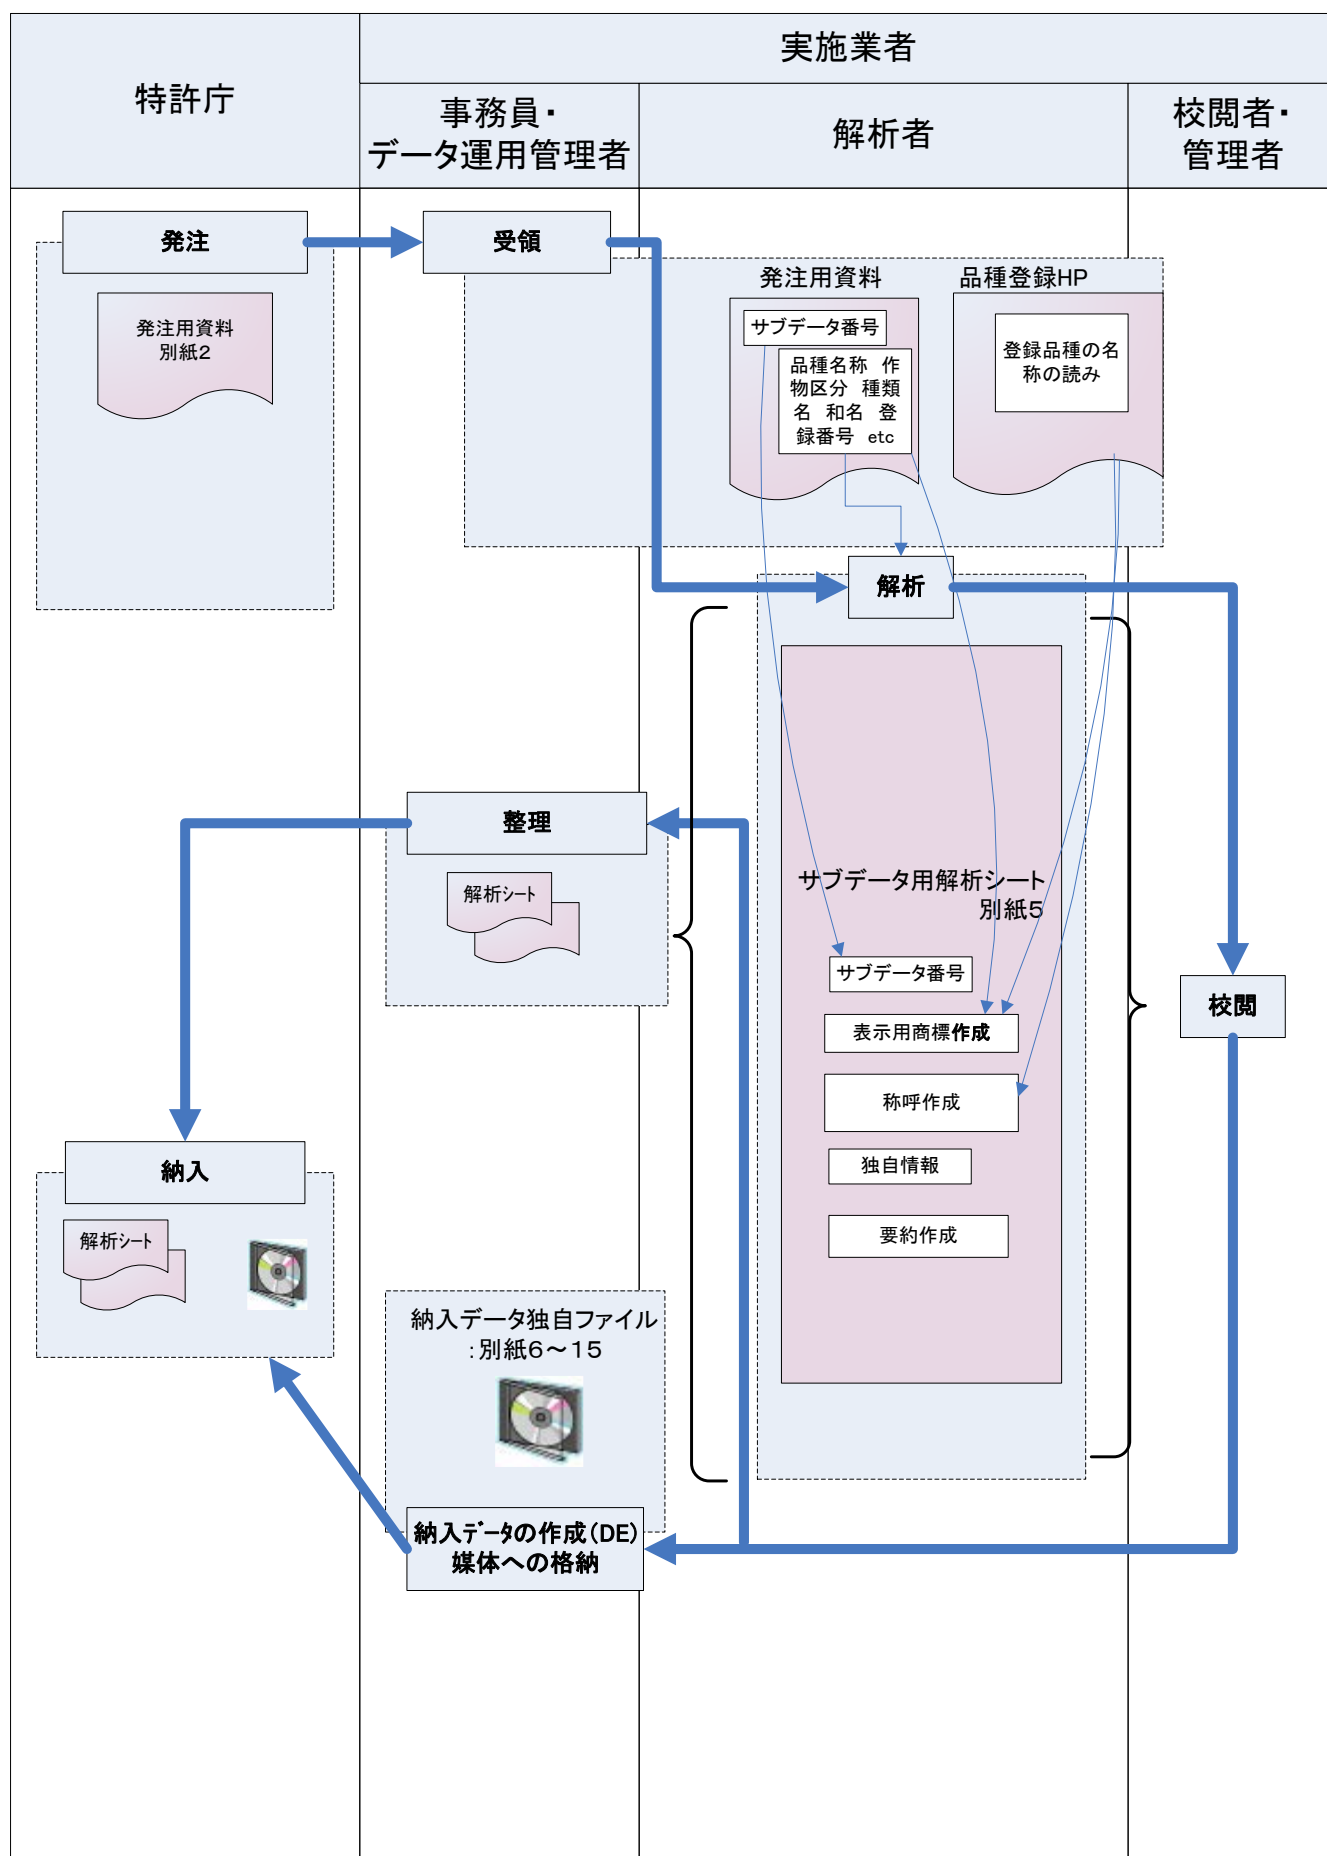 実施業者
特許庁
事務員・
データ運用管理者
解析者
校閲者・
管理者
発注
受領
発注用資料
別紙2
発注用資料
品種登録HP
サブデータ番号
品種名称 作
物区分 種類
名 和名 登
録番号 etc
登録品種の名
称の読み
解析
整理
解析シート
サブデータ用解析シート
別紙5
サブデータ番号
表示用商標作成
称呼作成
独自情報
要約作成
校閲
納入
解析シート
納入データ独自ファイル
:別紙6～15
納入データの作成(DE)
媒体への格納